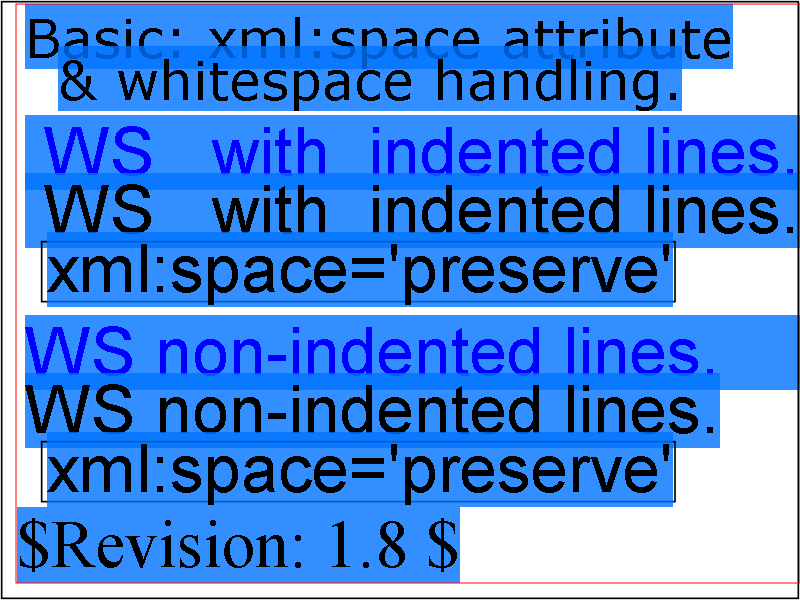 Basic: xml:space attribute
& whitespace handling.
WS   with  indented lines.
WS   with  indented lines.
xml:space='preserve'
WS non-indented lines.
WS non-indented lines.
xml:space='preserve'
$Revision: 1.8 $